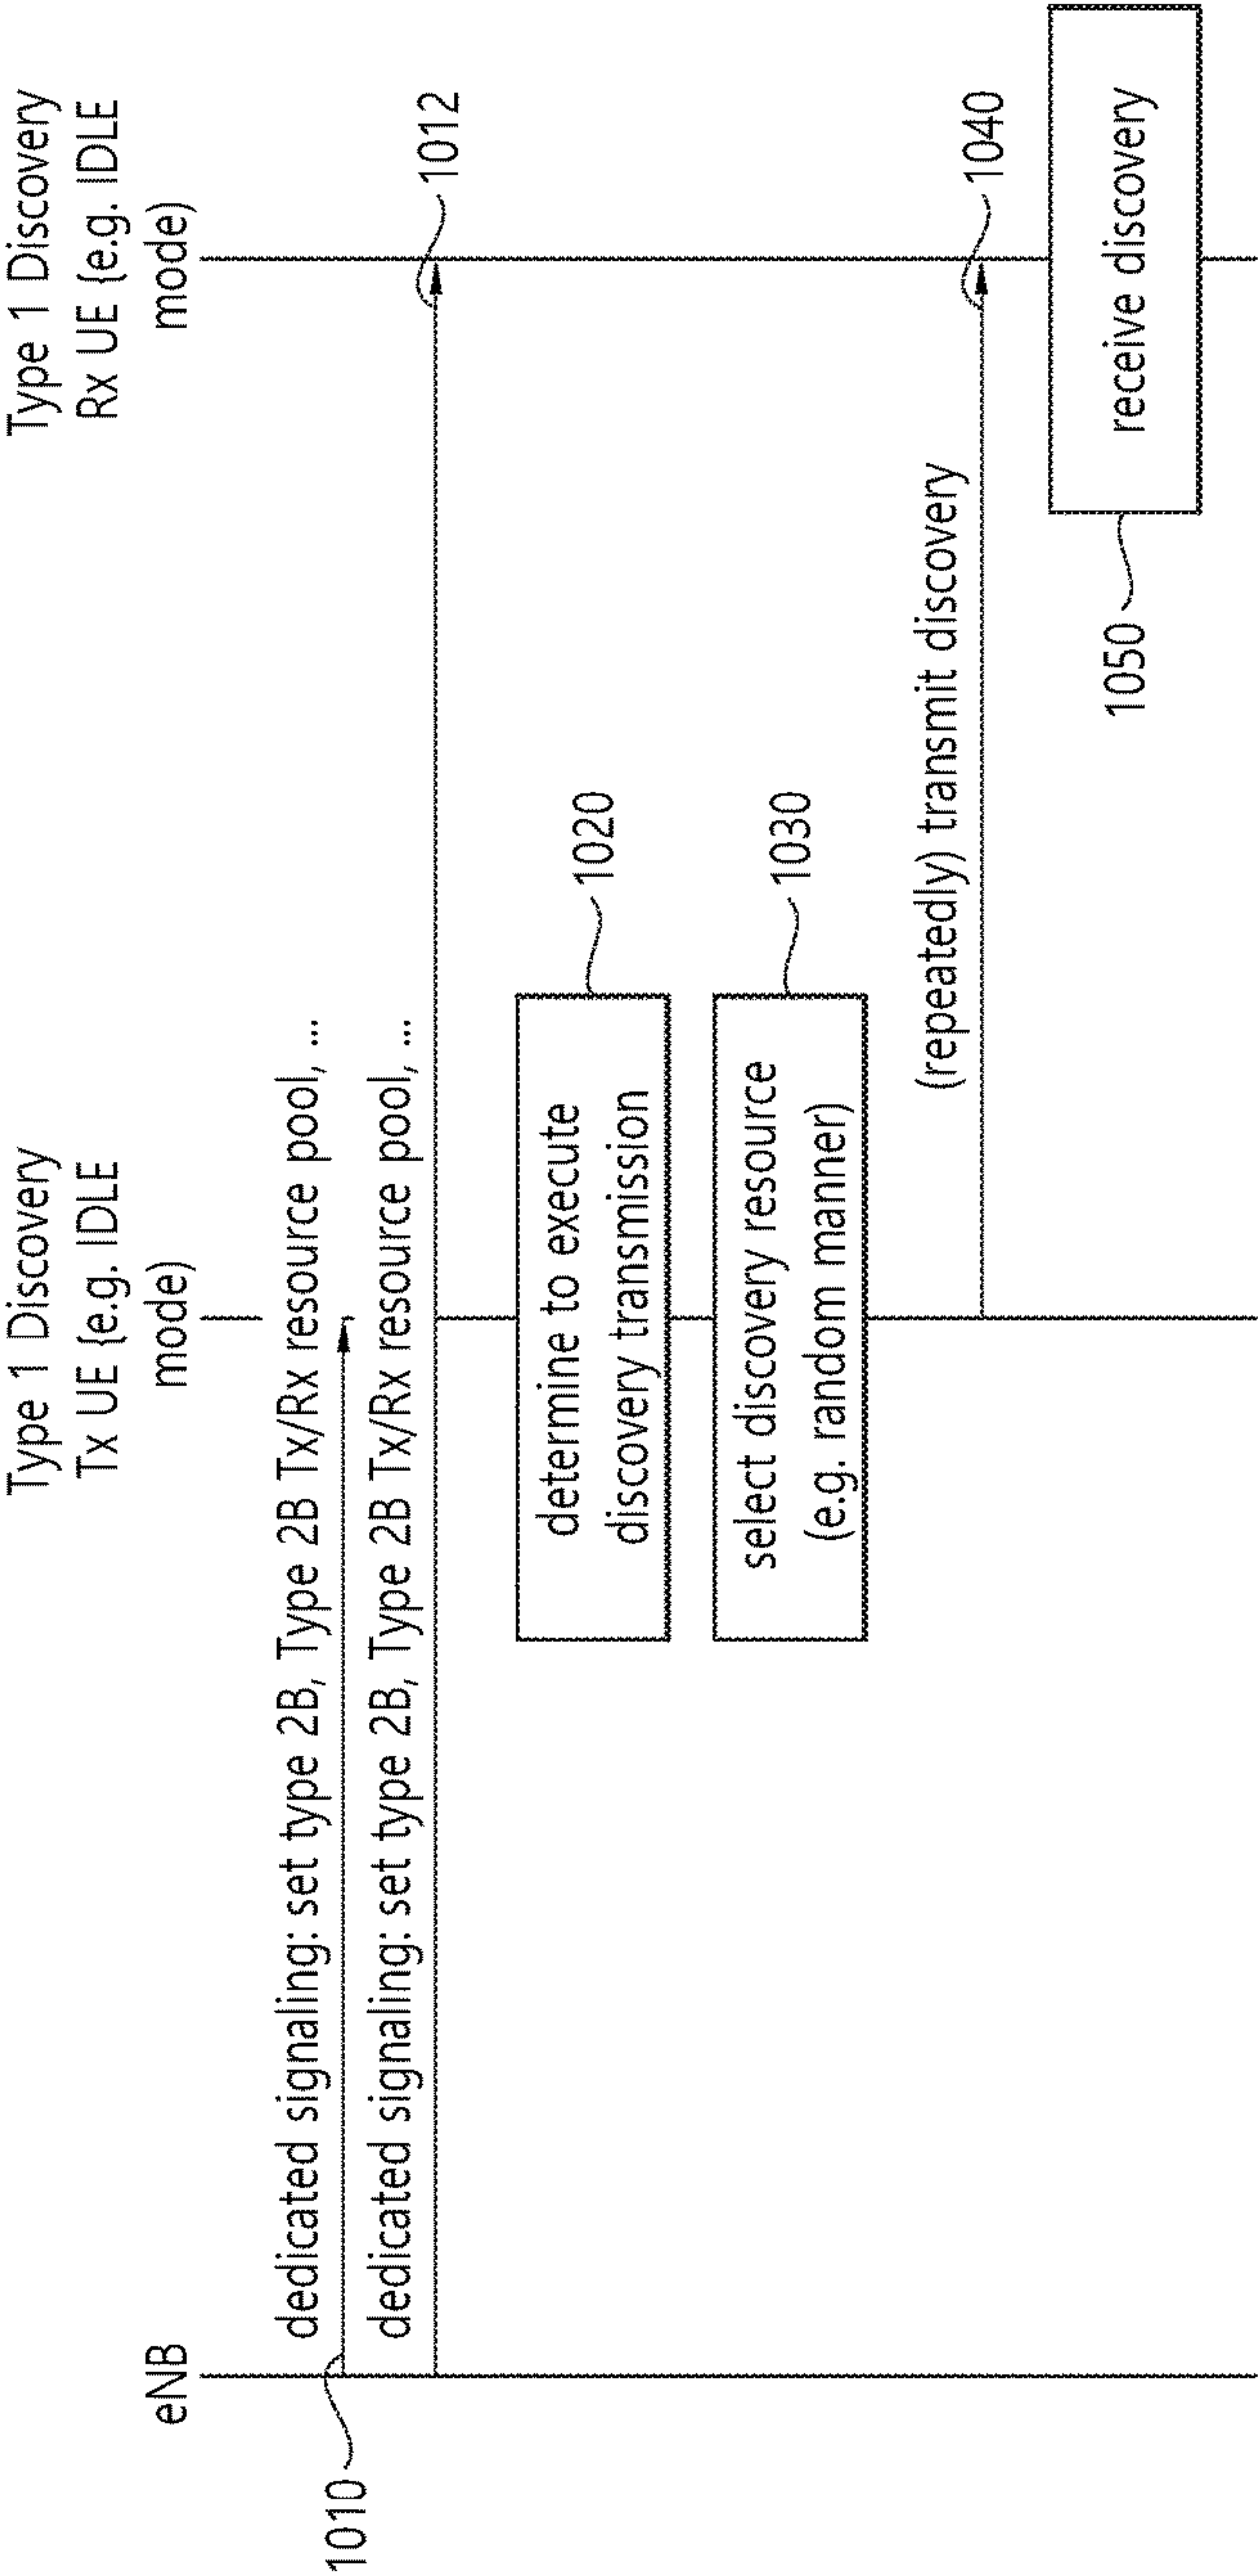 eNB
Type 1 Discovery
Tx UE {e.g. IDLE
mode)
Type 1 Discovery
Rx UE {e.g. IDLE
mode)
1010
dedicated signaling: set type 2B, Type 2B Tx/Rx resource pool, ...
dedicated signaling: set type 2B, Type 2B Tx/Rx resource pool, ...
1012
determine to execute
discovery transmission
1020
select discovery resource
(e.g. random manner)
1030
(repeatedly) transmit discovery
1040
1050
receive discovery